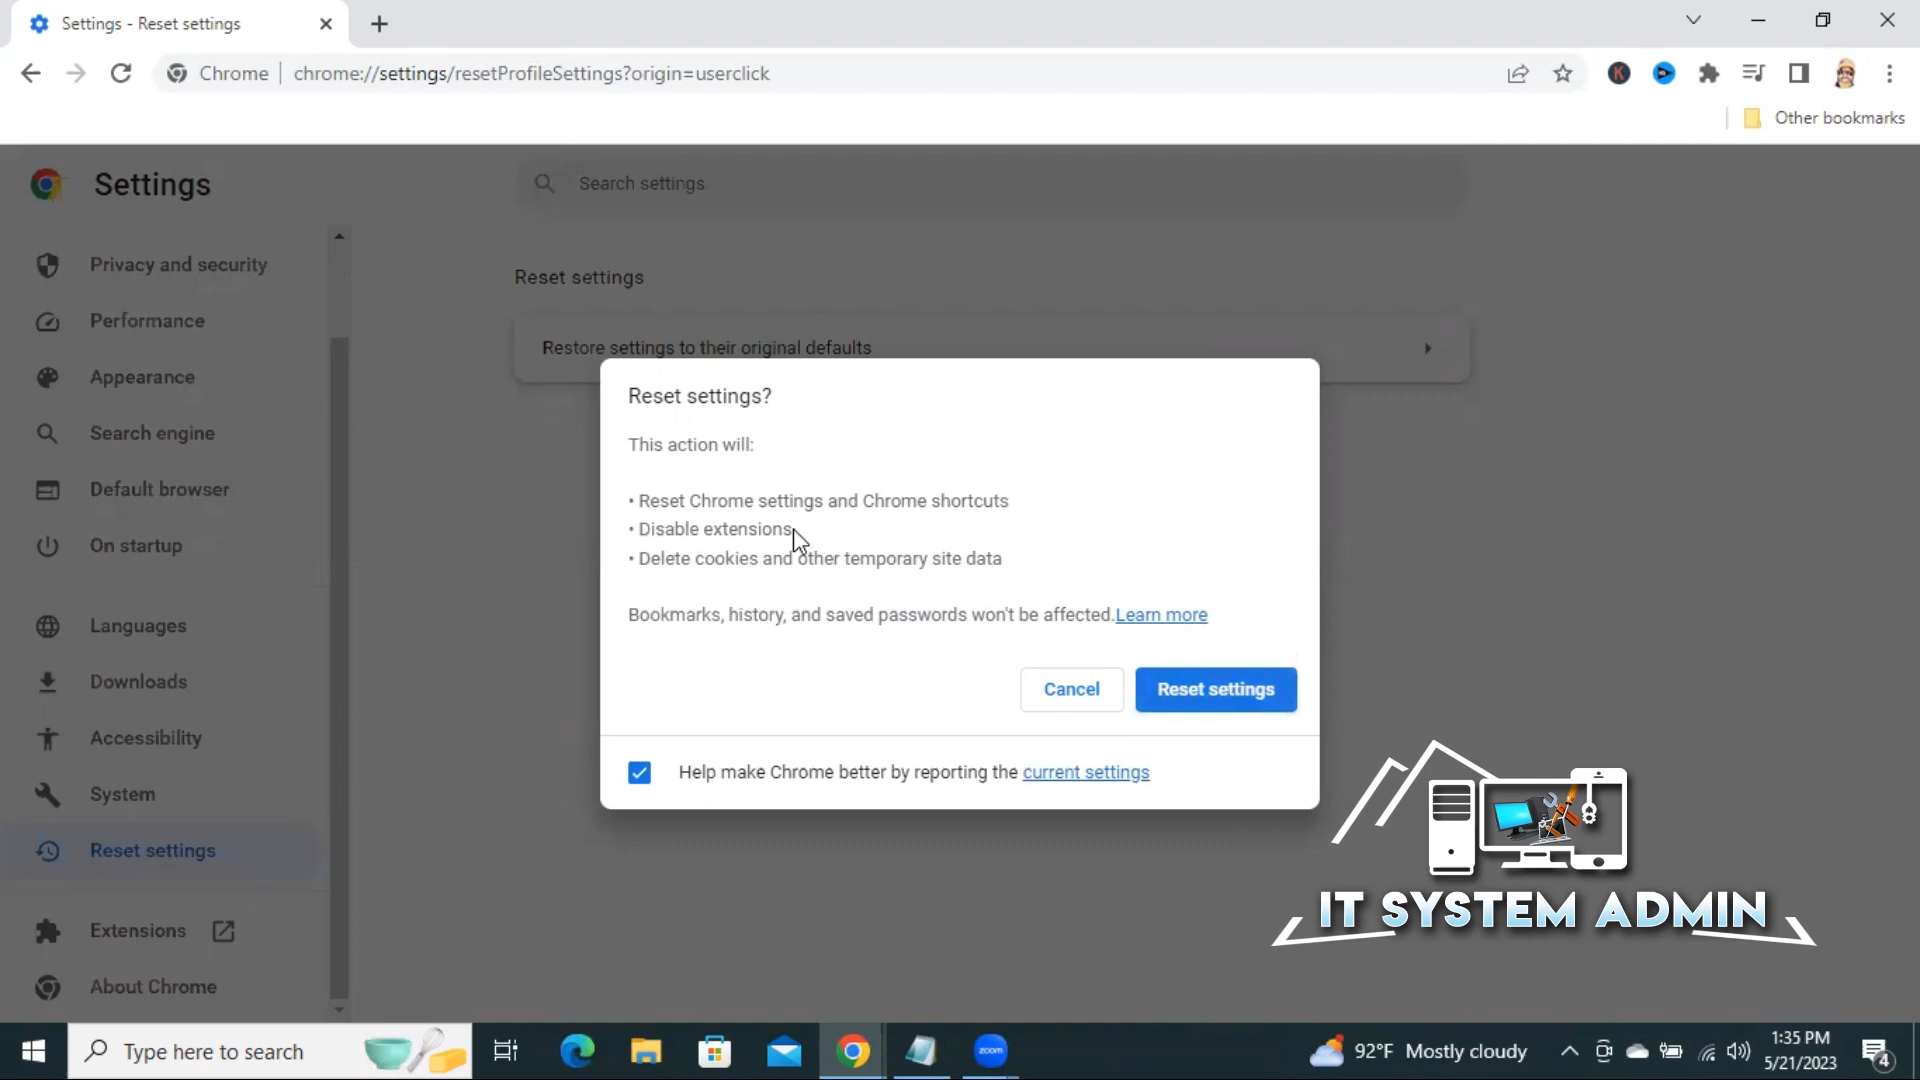 Settings - Reset settings
Chrome
chrome://settings/resetProfileSettings?origin=userclick
K
Other bookmarks
Settings
Search settings
Privacy and security
Performance
Appearance
Search engine
Default browser
On startup
Languages
Downloads
Accessibility
System
Reset settings
Extensions
About Chrome
Reset settings
Restore settings to their original defaults
Reset settings?
This action will:
• Reset Chrome settings and Chrome shortcuts
• Disable extensions
• Delete cookies and other temporary site data
Bookmarks, history, and saved passwords won't be affected.Learn more
Cancel
Reset settings
Help make Chrome better by reporting the current settings
IT SYSTEM ADMIN
Type here to search
zoom
92°F Mostly cloudy
1:35 PM
5/21/2023
4